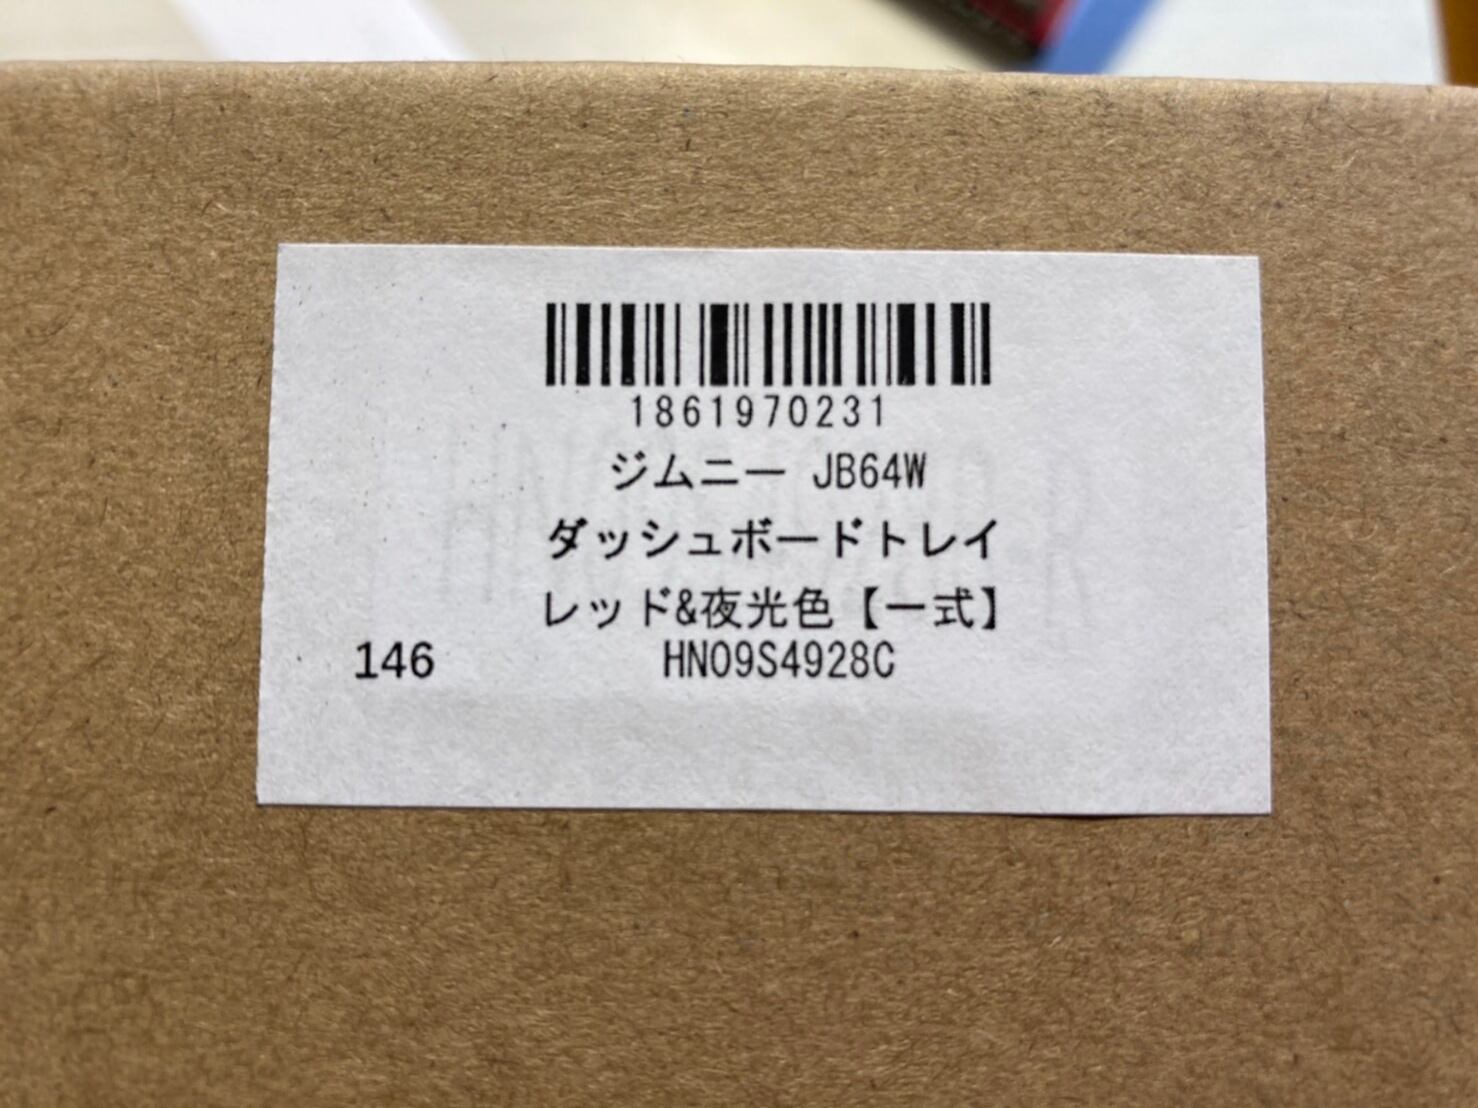 1861970231
ジムニー JB64W
ダッシュボードトレイ
レッド&夜光色【一式】
146 HN09S4928C